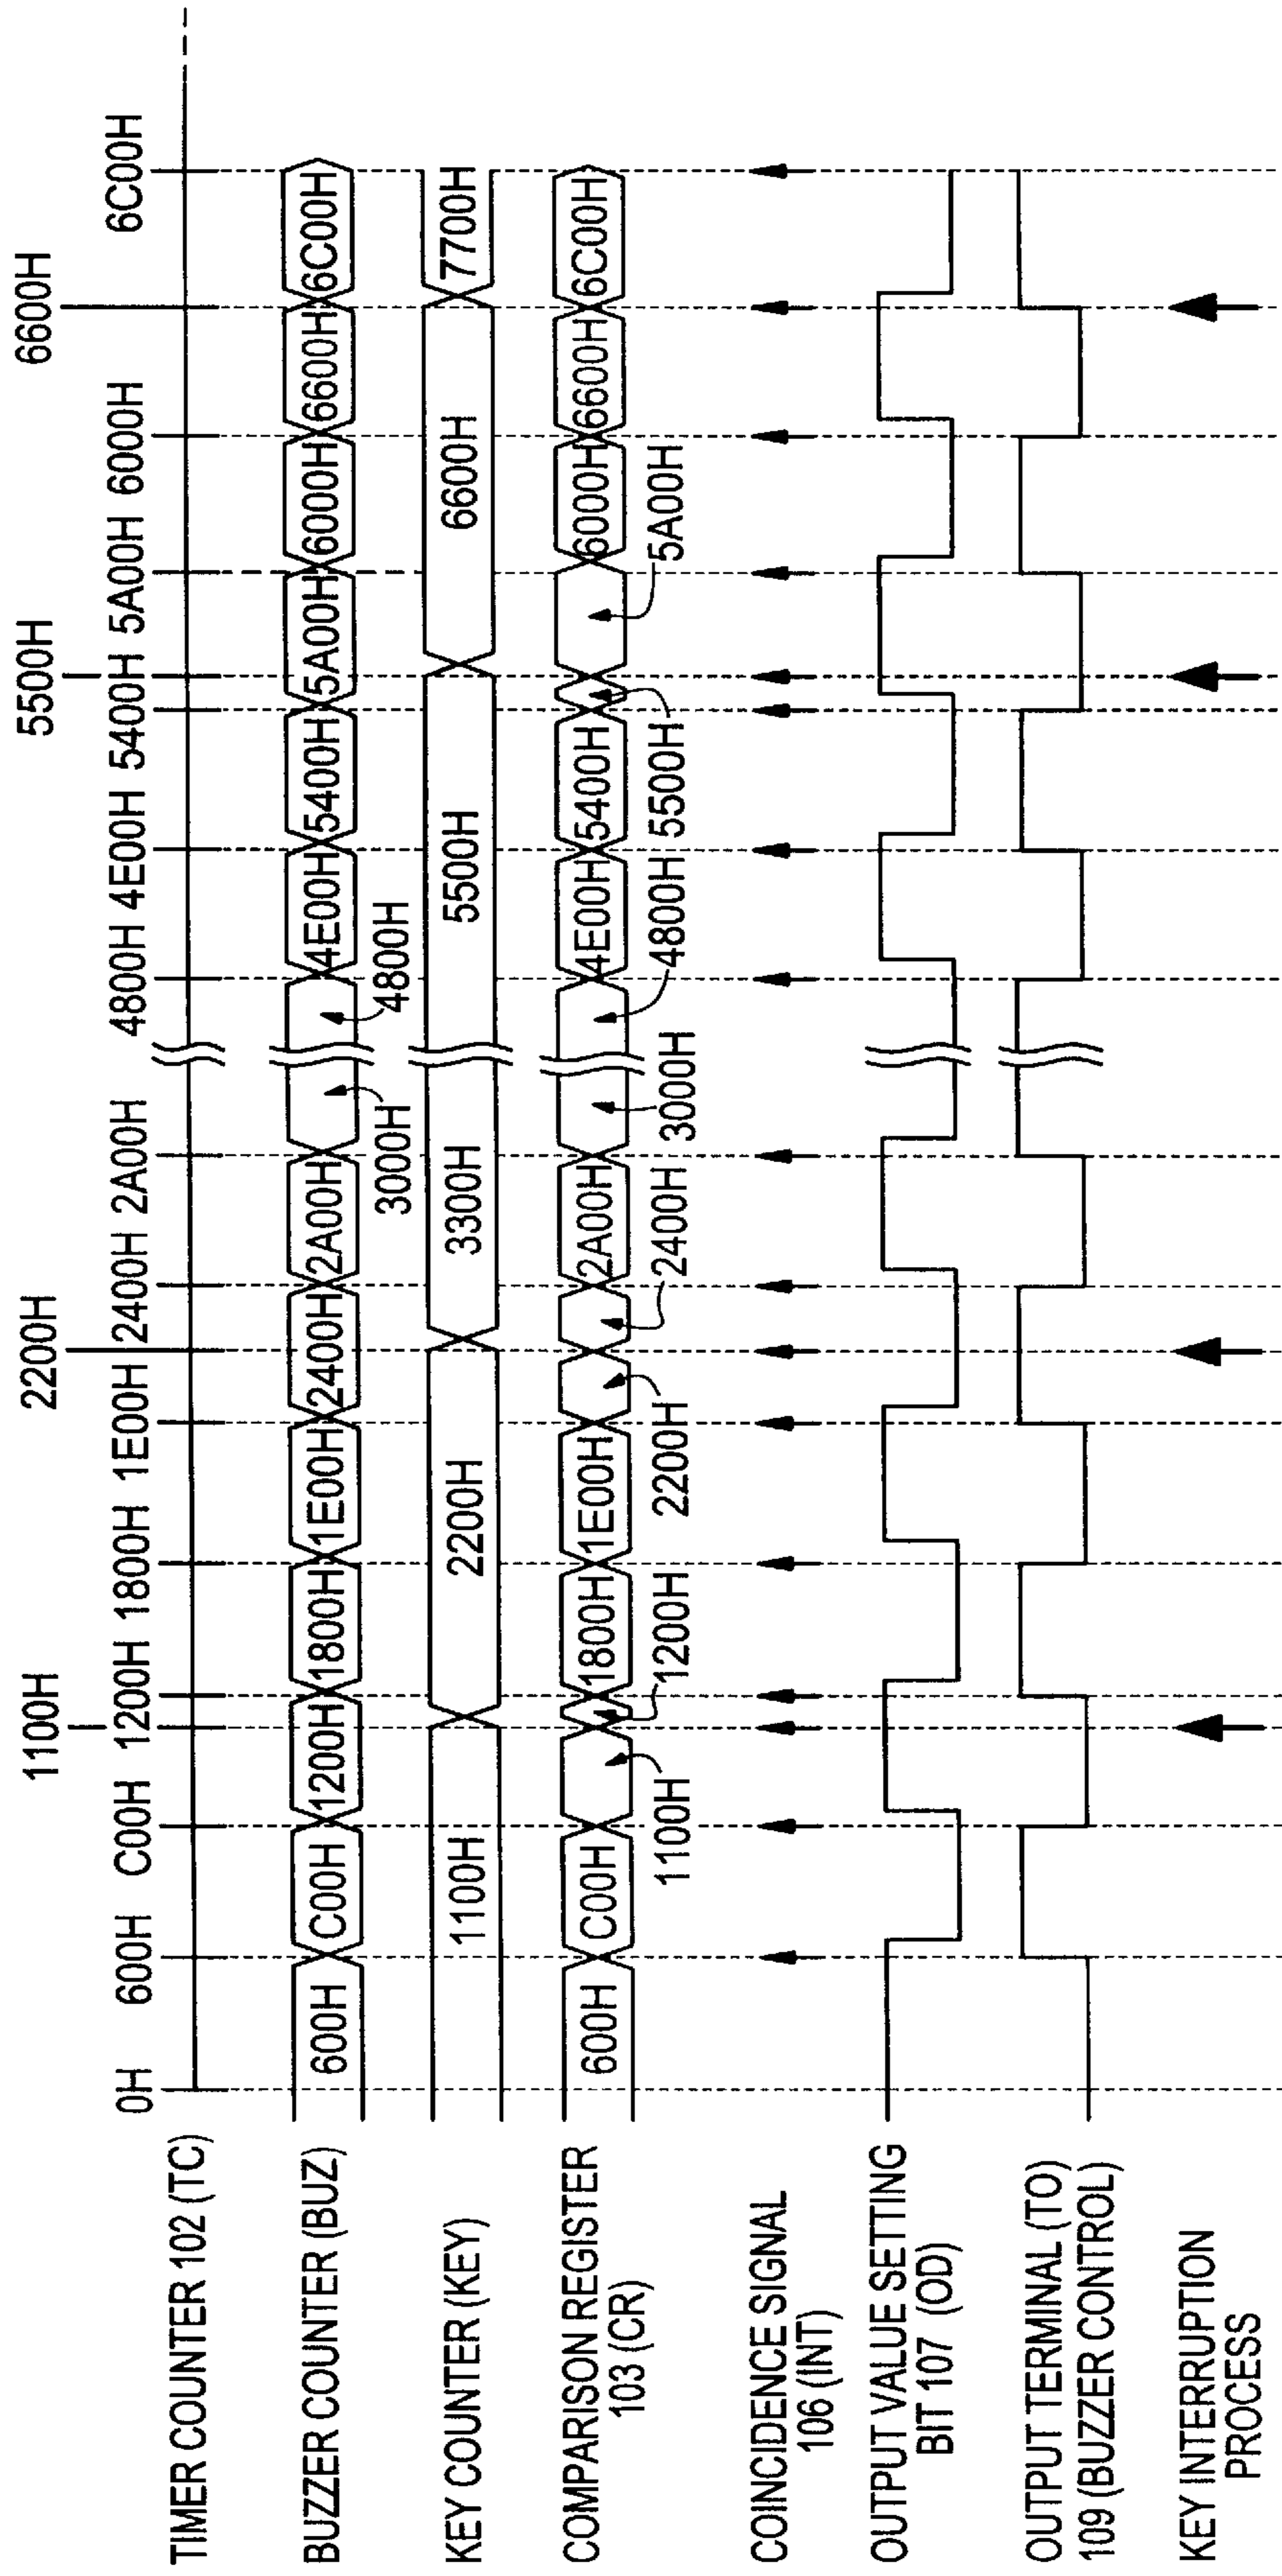 1100H 2200H 5500H 6600H
0H 600H C00H 1200H 1800H 1E00H 2400H 2A00H 4800H 4E00H 5400H 5A00H 6000H 6C00H
TIMER COUNTER 102 (TC)
BUZZER COUNTER (BUZ)
600H C00H 1200H 1800H 1E00H 2400H 2A00H 4E00H 5400H 5A00H 6000H 6600H 6C00H
3000H 4800H
KEY COUNTER (KEY)
1100H 2200H 3300H 5500H 6600H 7700H
COMPARISON REGISTER
103 (CR)
600H C00H 1800H 1E00H 2A00H 4E00H 5400H 6000H 6600H 6C00H
1100H 1200H 2200H 2400H 3000H 4800H 5500H 5A00H
COINCIDENCE SIGNAL
106 (INT)
OUTPUT VALUE SETTING
BIT 107 (OD)
OUTPUT TERMINAL (TO)
109 (BUZZER CONTROL)
KEY INTERRUPTION
PROCESS